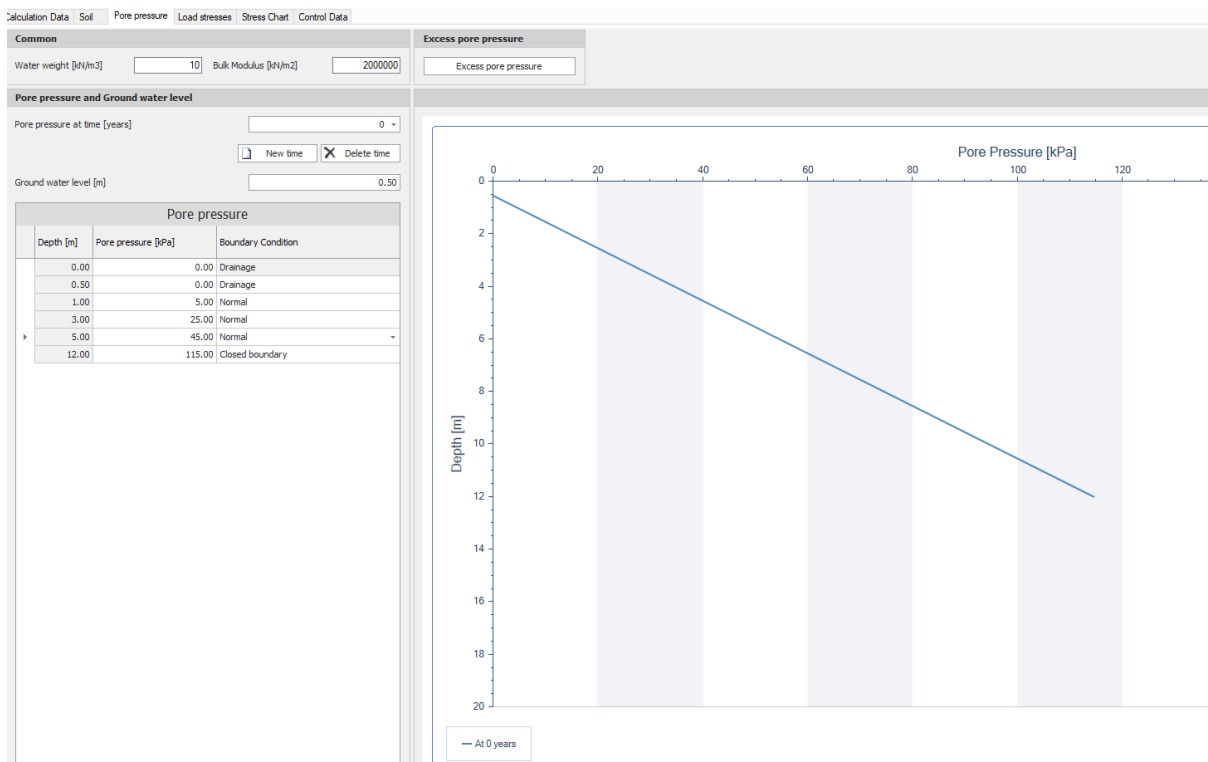 Calculation Data Soil Pore pressure Load stresses Stress Chart Control Data
Common
Water weight [kN/m3] 10 Bulk Modulus [kN/m2] 2000000
Excess pore pressure
Excess pore pressure
Pore pressure and Ground water level
Pore pressure at time [years] 0
New time Delete time
Ground water level [m] 0.50
Pore pressure
Depth [m] Pore pressure [kPa] Boundary Condition
0.00 0.00 Drainage
0.50 0.00 Drainage
1.00 5.00 Normal
3.00 25.00 Normal
5.00 45.00 Normal
12.00 115.00 Closed boundary
Pore Pressure [kPa]
0 20 40 60 80 100 120
0
2
4
6
8
10
12
14
16
18
20
Depth [m]
At 0 years